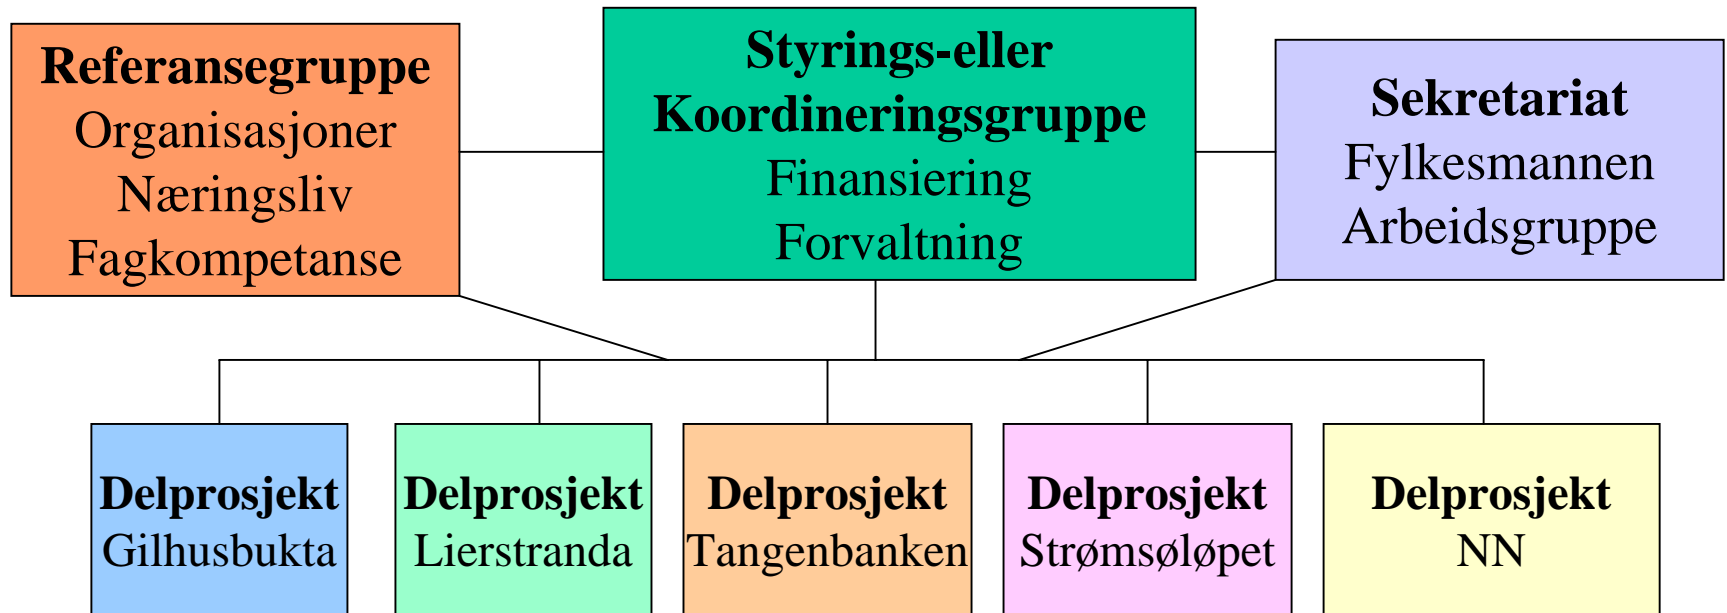 Referansegruppe
Organisasjoner
Næringsliv
Fagkompetanse
Styrings-eller
Koordineringsgruppe
Finansiering
Forvaltning
Sekretariat
Fylkesmannen
Arbeidsgruppe
Delprosjekt
Gilhusbukta
Delprosjekt
Lierstranda
Delprosjekt
Tangenbanken
Delprosjekt
Strømsøløpet
Delprosjekt
NN